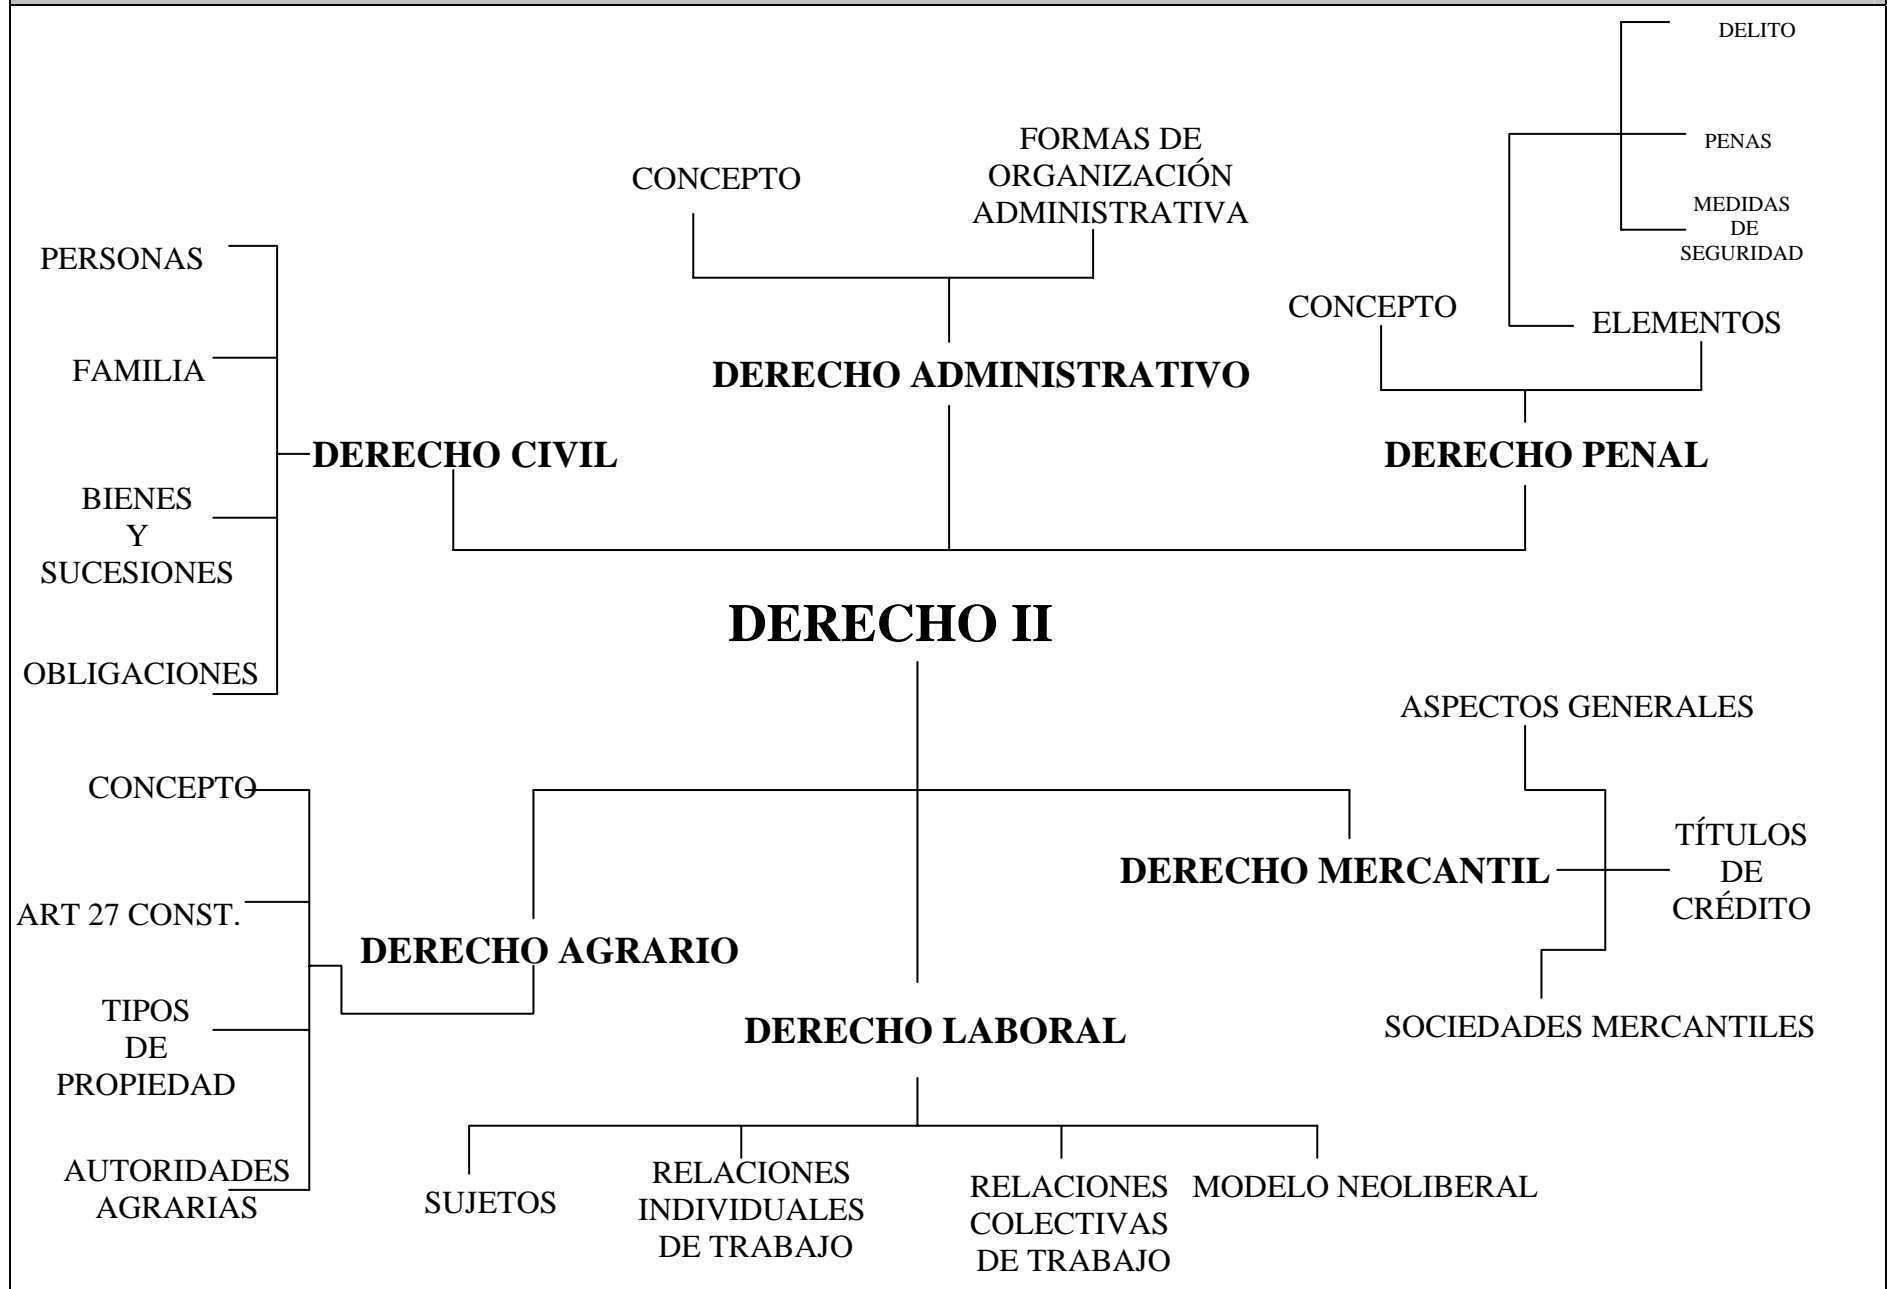 DELITO
PENAS
MEDIDAS
DE
SEGURIDAD
FORMAS DE
ORGANIZACIÓN
ADMINISTRATIVA
CONCEPTO
CONCEPTO
ELEMENTOS
DERECHO ADMINISTRATIVO
DERECHO PENAL
PERSONAS
FAMILIA
DERECHO CIVIL
BIENES
Y
SUCESIONES
OBLIGACIONES
DERECHO II
ASPECTOS GENERALES
TÍTULOS
DE
CRÉDITO
DERECHO MERCANTIL
SOCIEDADES MERCANTILES
CONCEPTO
ART 27 CONST.
DERECHO AGRARIO
TIPOS
DE
PROPIEDAD
AUTORIDADES
AGRARIAS
DERECHO LABORAL
SUJETOS
RELACIONES
INDIVIDUALES
DE TRABAJO
RELACIONES
COLECTIVAS
DE TRABAJO
MODELO NEOLIBERAL